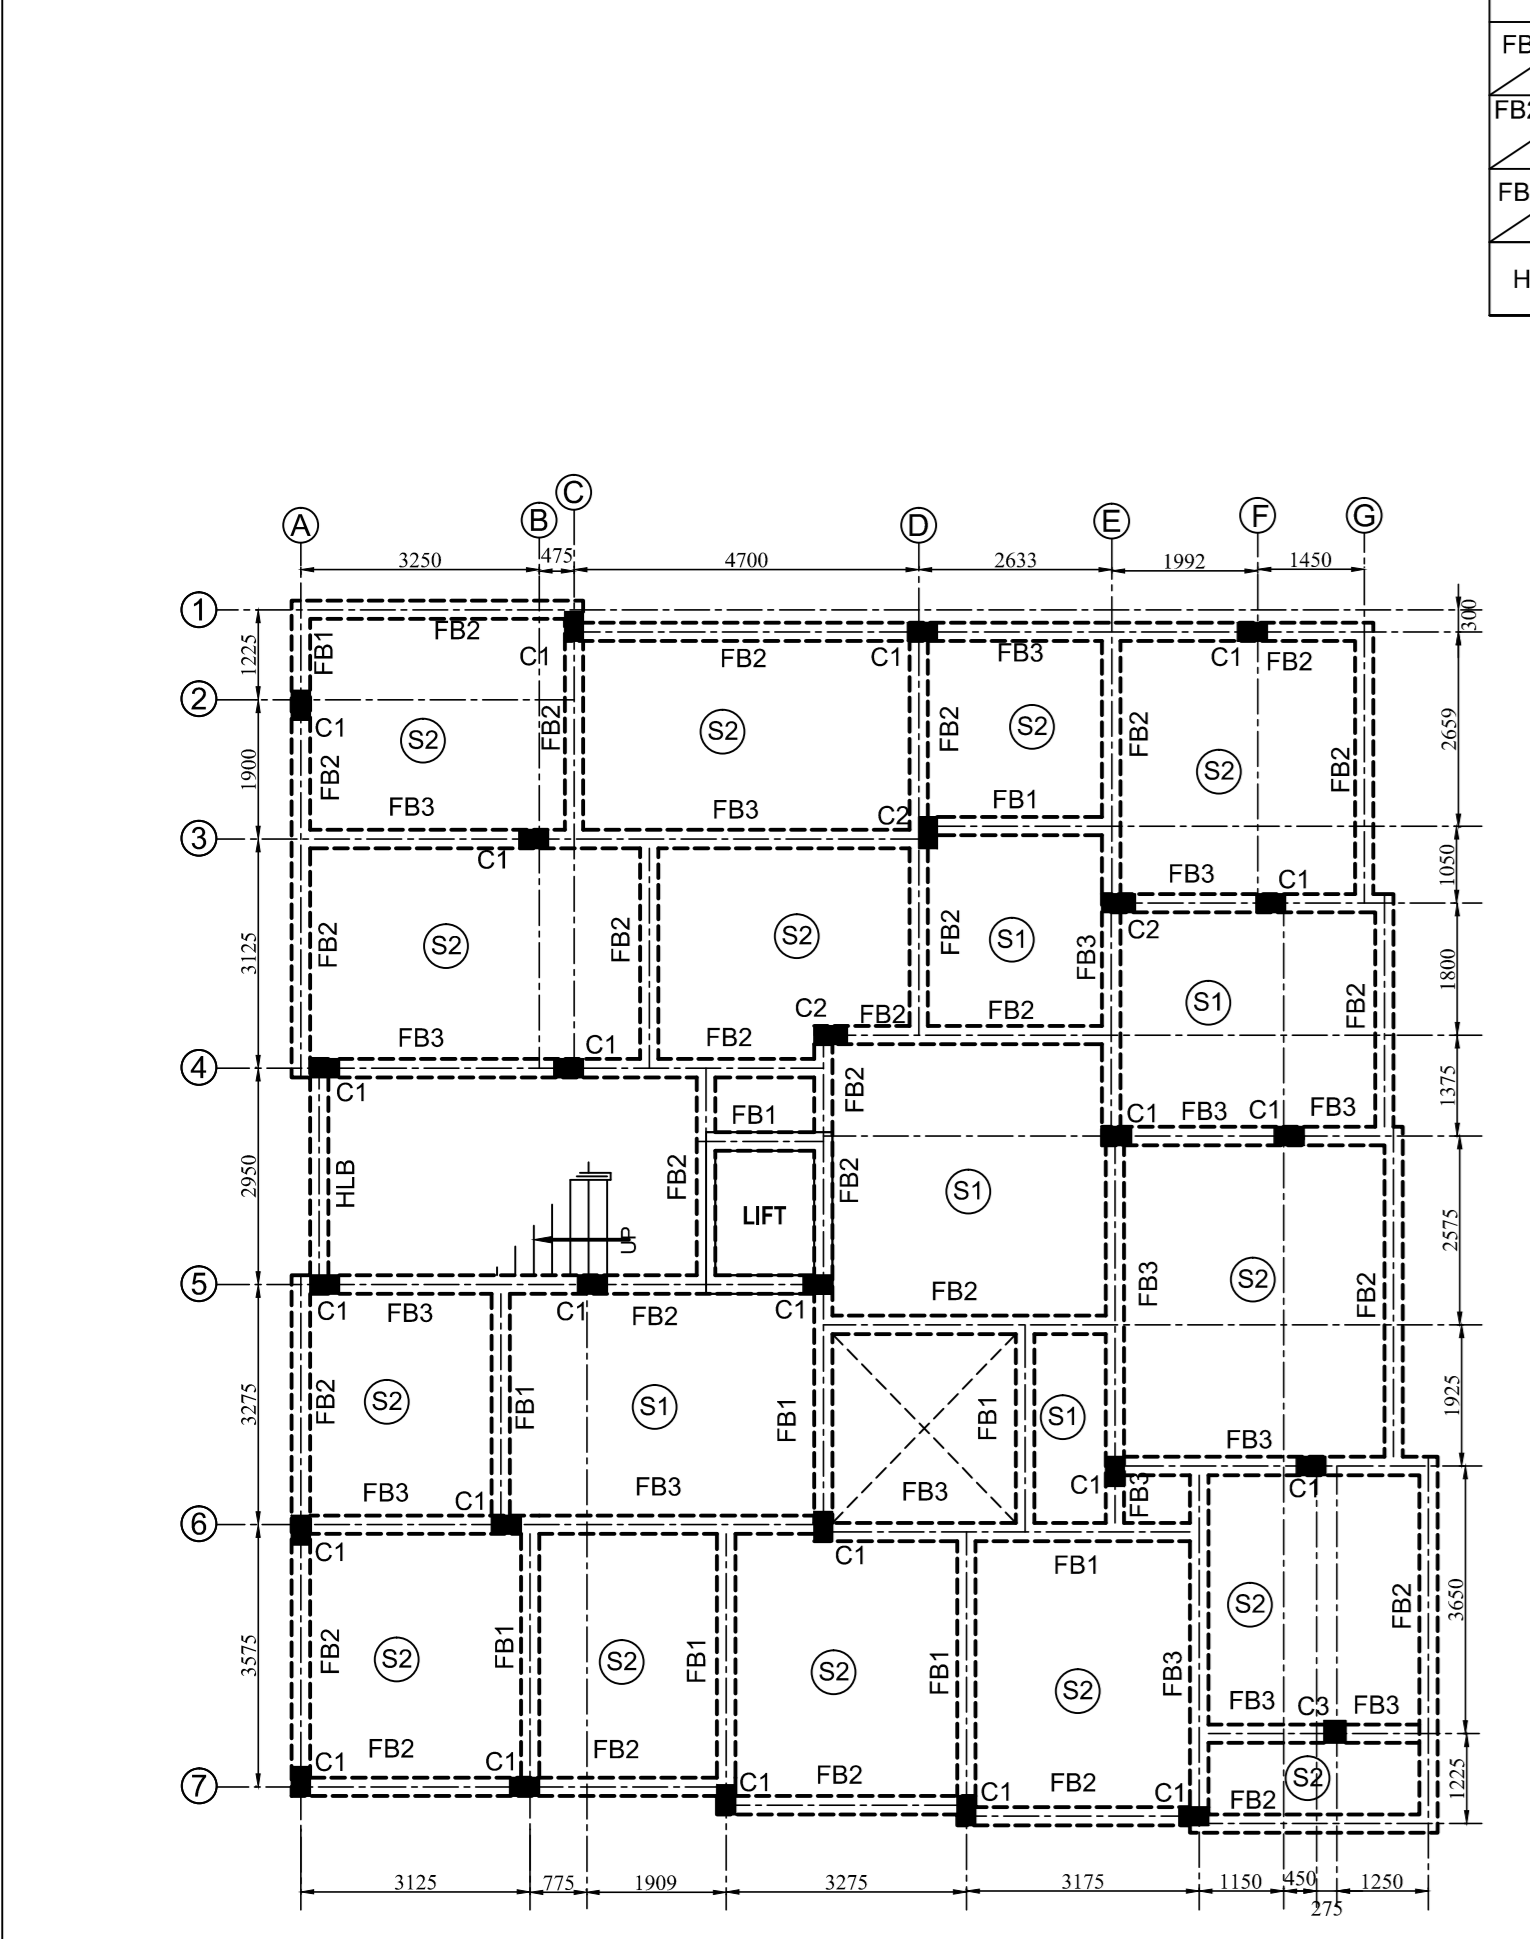 FB
FB2
FB
H
C
A B D E F G
3250 475 4700 2633 1992 1450
1
300
FB1 FB2 C1 FB2 C1 FB3 C1 FB2
1225
2
C1 S2 FB2 S2 FB2 S2 FB2 S2 FB2
2659
1900
FB2 FB3 FB3 FB1
C2
3
C1
1050
FB3 C1
3125
FB2 S2 FB2 S2 FB2 S1 FB3 C2
1800
S1 FB2
FB3 C1 FB2 C2 FB2 FB2
4
C1 FB1 FB2 C1 FB3 C1 FB3
1375
2950
HLB FB2 LIFT FB2 S1
UP
2575
5
C1 FB3 C1 FB2 C1 FB2 FB3 S2 FB2
3275
FB2 S2 FB1 S1 FB1 FB1 S1
1925
FB3 C1 FB3 FB3 C1 FB3 FB3 C1
6
C1 C1 FB1
3575
FB2 S2 FB1 S2 FB1 S2 FB1 S2 FB3 S2 FB2
3650
FB3 C3 FB3
FB2 FB2 FB2 FB2
7
C1 C1 C1 C1 C1 FB2 S2
1225
3125 775 1909 3275 3175 1150 450 1250
275